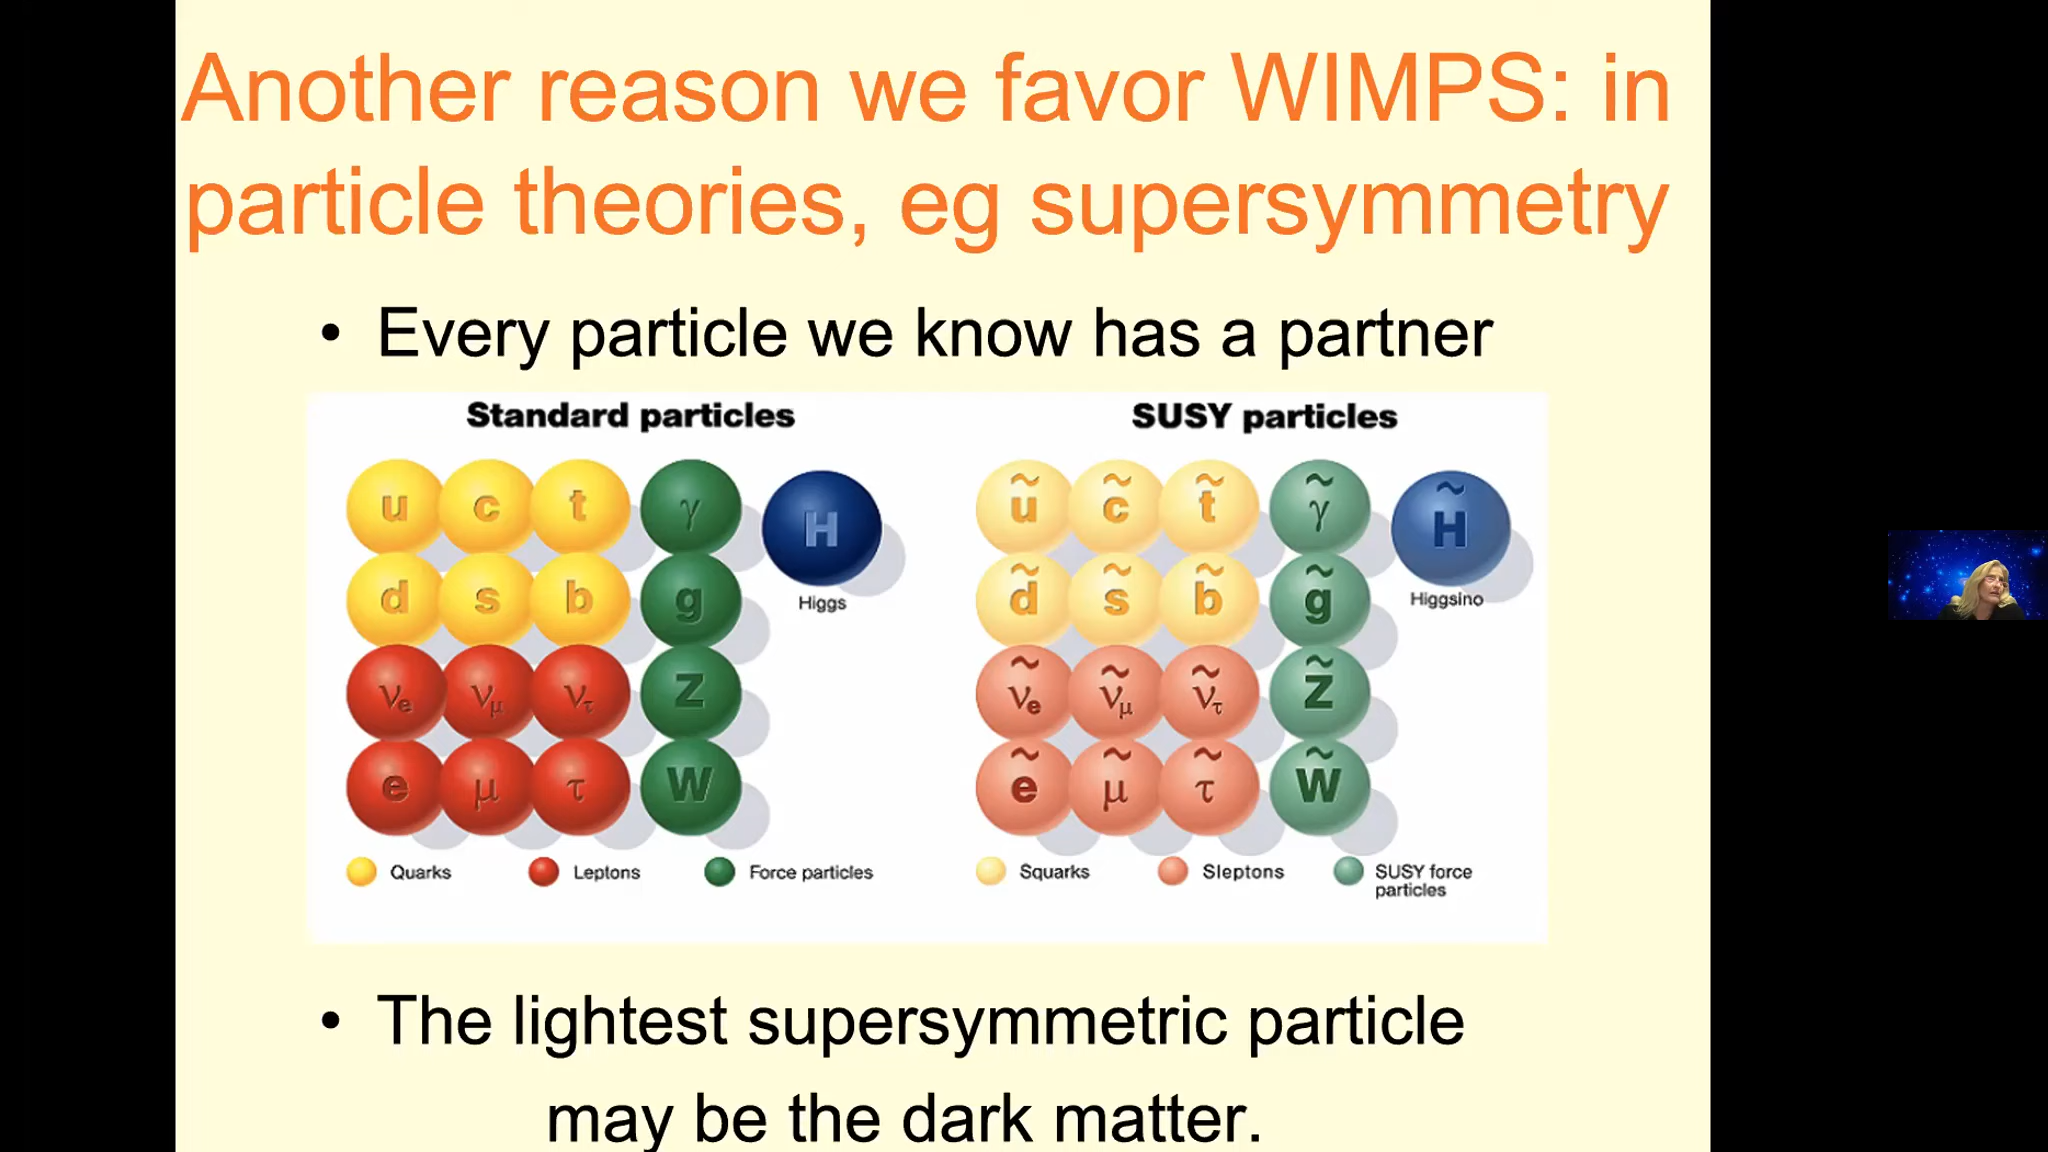 Another reason we favor WIMPS: in
particle theories, eg supersymmetry
• Every particle we know has a partner
Standard particles
u c t γ H
Higgs
d s b g
νe νμ ντ Z
e μ τ W
Quarks Leptons Force particles
SUSY particles
ũ c̃ t̃ γ̃ H̃
Higgsino
d̃ s̃ b̃ g̃
ν̃e ν̃μ ν̃τ Z̃
ẽ μ̃ τ̃ W̃
Squarks Sleptons SUSY force
particles
• The lightest supersymmetric particle
may be the dark matter.